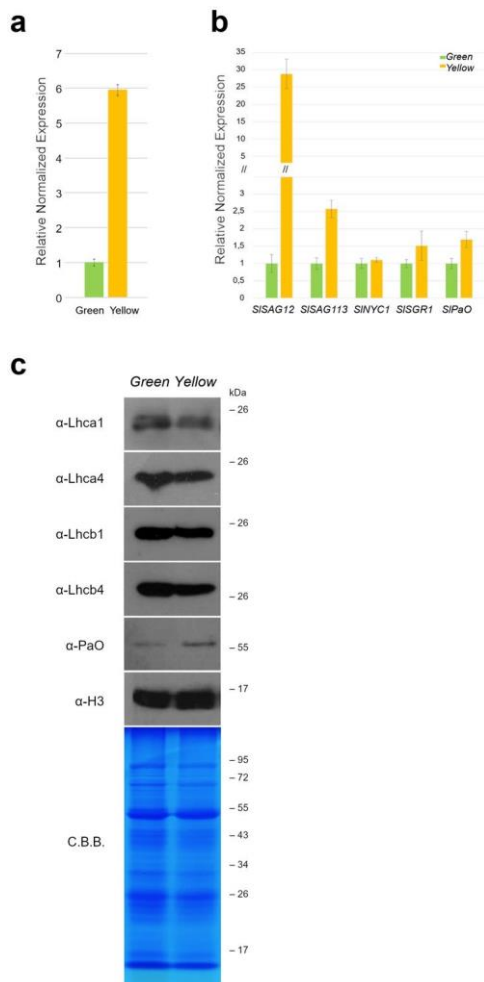 a
Relative Normalized Expression
7
6
5
4
3
2
1
0
Green Yellow
b
Relative Normalized Expression
35
30
25
20
15
10
5
//
//
3
2,5
2
1,5
1
0,5
Green
Yellow
SlSAG12 SlSAG113 SlNYC1 SlSGR1 SlPaO
c
Green Yellow
kDa
α-Lhca1
– 26
α-Lhca4
– 26
α-Lhcb1
– 26
α-Lhcb4
– 26
α-PaO
– 55
α-H3
– 17
C.B.B.
– 95
– 72
– 55
– 43
– 34
– 26
– 17